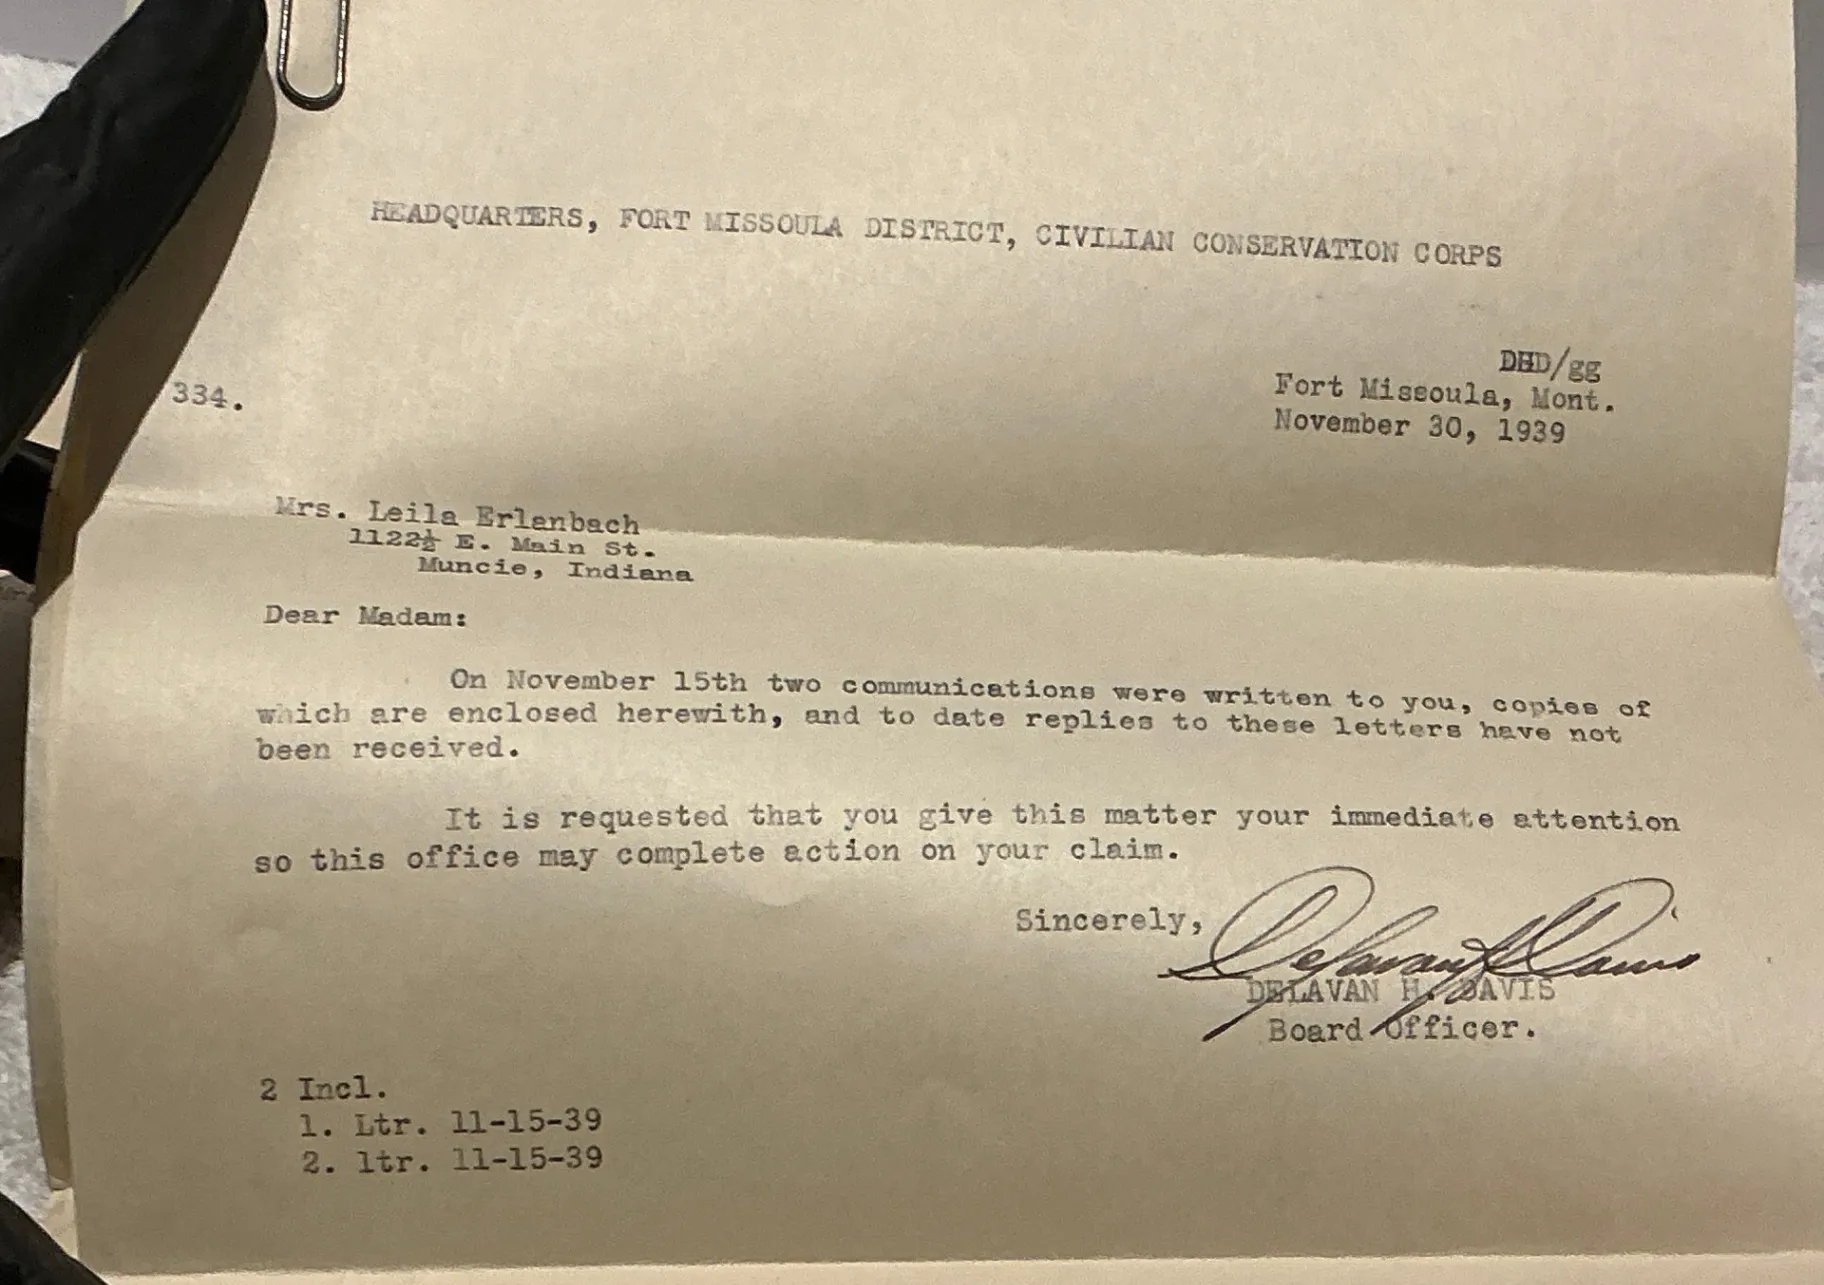 HEADQUARTERS, FORT MISSOULA DISTRICT, CIVILIAN CONSERVATION CORPS
DHD/gg
334.
Fort Missoula, Mont.
November 30, 1939
Mrs. Leila Erlenbach
1122½ E. Main St.
Muncie, Indiana
Dear Madam:
On November 15th two communications were written to you, copies of
which are enclosed herewith, and to date replies to these letters have not
been received.
It is requested that you give this matter your immediate attention
so this office may complete action on your claim.
Sincerely,
Delavan H Davis
DELAVAN H. DAVIS
Board Officer.
2 Incl.
1. Ltr. 11-15-39
2. ltr. 11-15-39